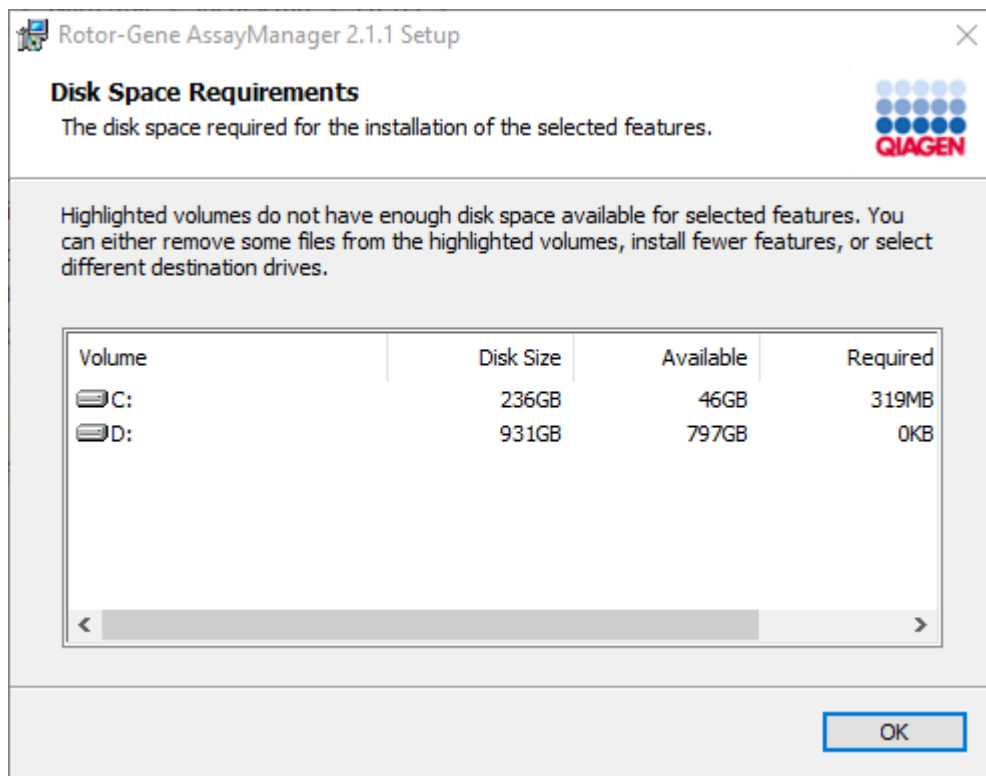 Rotor-Gene AssayManager 2.1.1 Setup
Disk Space Requirements
The disk space required for the installation of the selected features.
QIAGEN
Highlighted volumes do not have enough disk space available for selected features. You
can either remove some files from the highlighted volumes, install fewer features, or select
different destination drives.
Volume Disk Size Available Required
C: 236GB 46GB 319MB
D: 931GB 797GB 0KB
OK